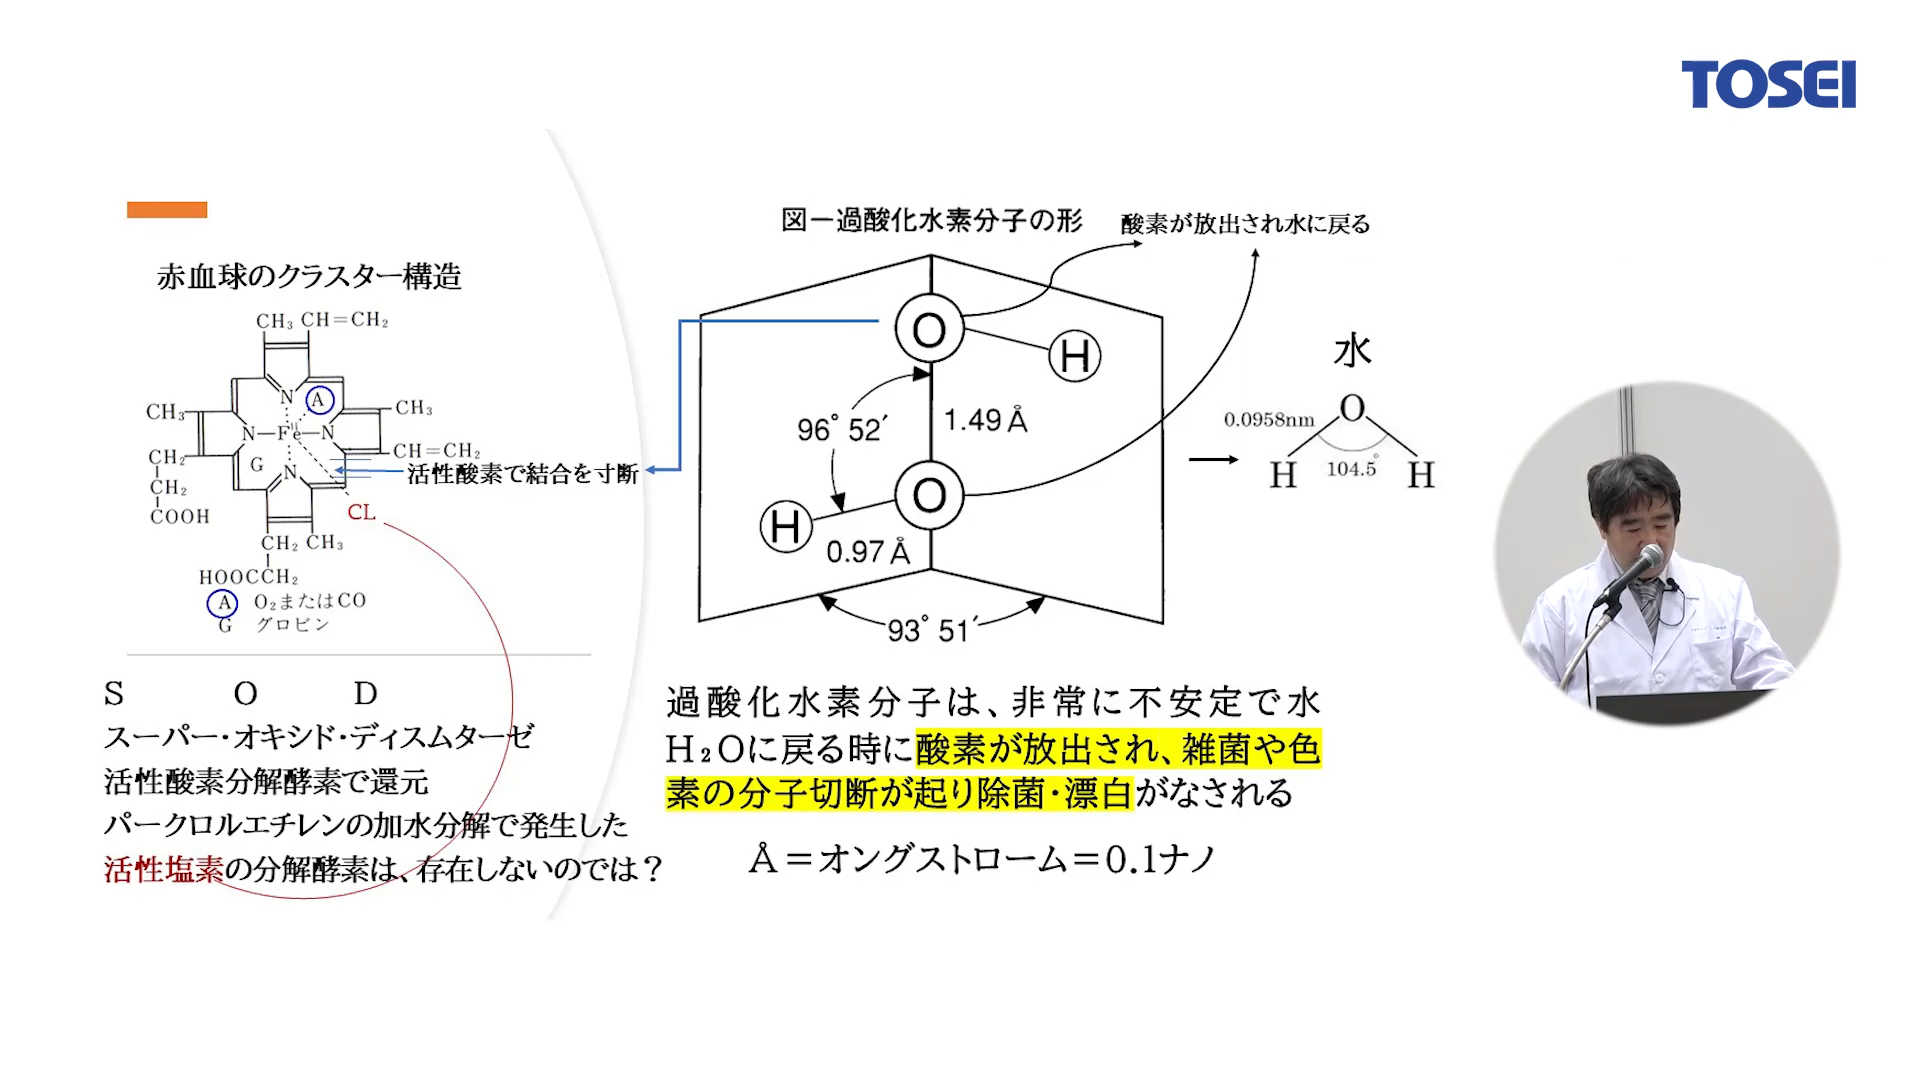 TOSEI
赤血球のクラスター構造
CH₃ CH=CH₂
N
A
CH₃
CH₃
N—Fe—N
CH=CH₂
CH₂
G
N
CH₂
COOH
CL
CH₂ CH₃
HOOCCH₂
A O₂またはCO
G グロビン
活性酸素で結合を寸断
S O D
スーパー・オキシド・ディスムターゼ
活性酸素分解酵素で還元
パークロルエチレンの加水分解で発生した
活性塩素の分解酵素は、存在しないのでは？
図ー過酸化水素分子の形
酸素が放出され水に戻る
O
H
96°52′
1.49Å
O
H
0.97Å
93°51′
水
0.0958nm
O
H
104.5°
H
過酸化水素分子は、非常に不安定で水
H₂Oに戻る時に酸素が放出され、雑菌や色
素の分子切断が起り除菌・漂白がなされる
Å＝オングストローム＝0.1ナノ